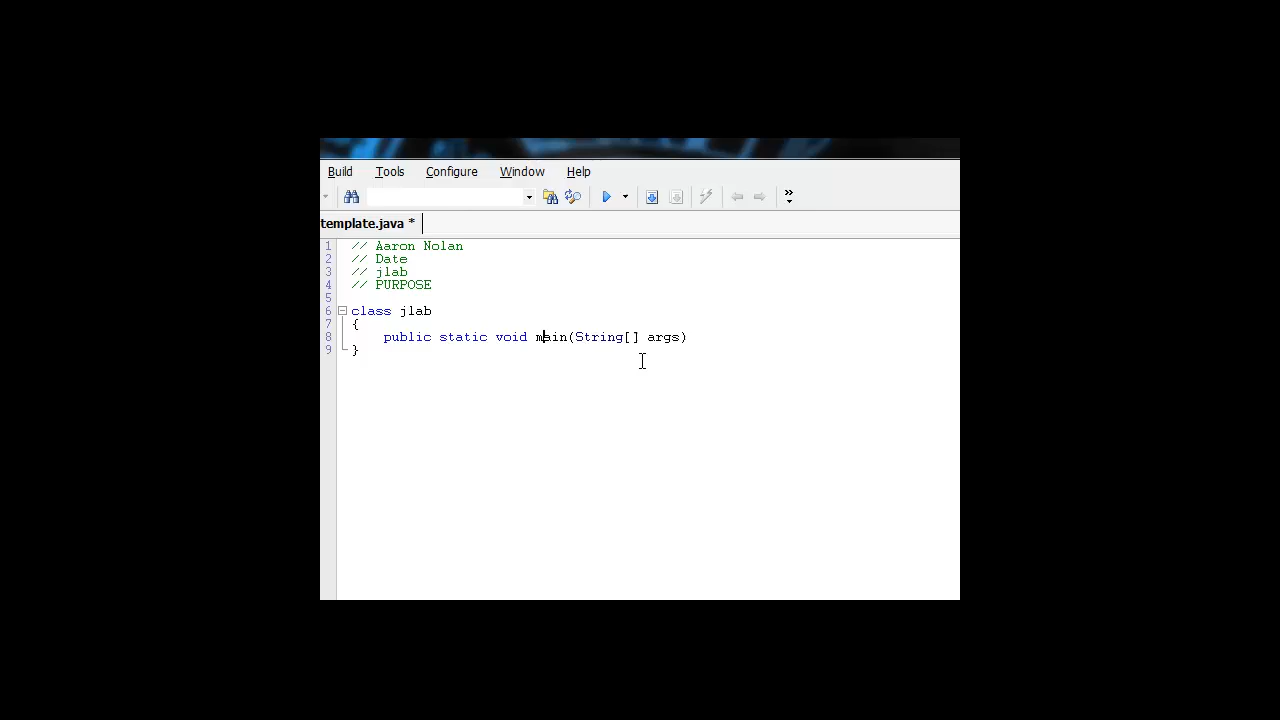 Build Tools Configure Window Help
template.java *
1 // Aaron Nolan
2 // Date
3 // jlab
4 // PURPOSE
5
6 class jlab
7 {
8 public static void main(String[] args)
9 }